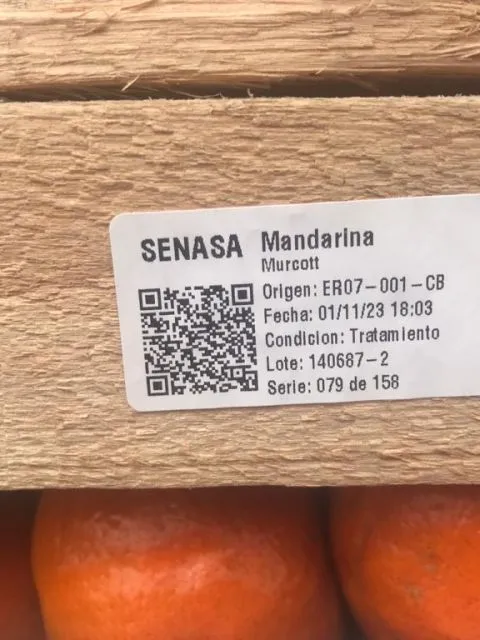 SENASA
Mandarina
Murcott
Origen: ER07-001-CB
Fecha: 01/11/23 18:03
Condicion: Tratamiento
Lote: 140687-2
Serie: 079 de 158